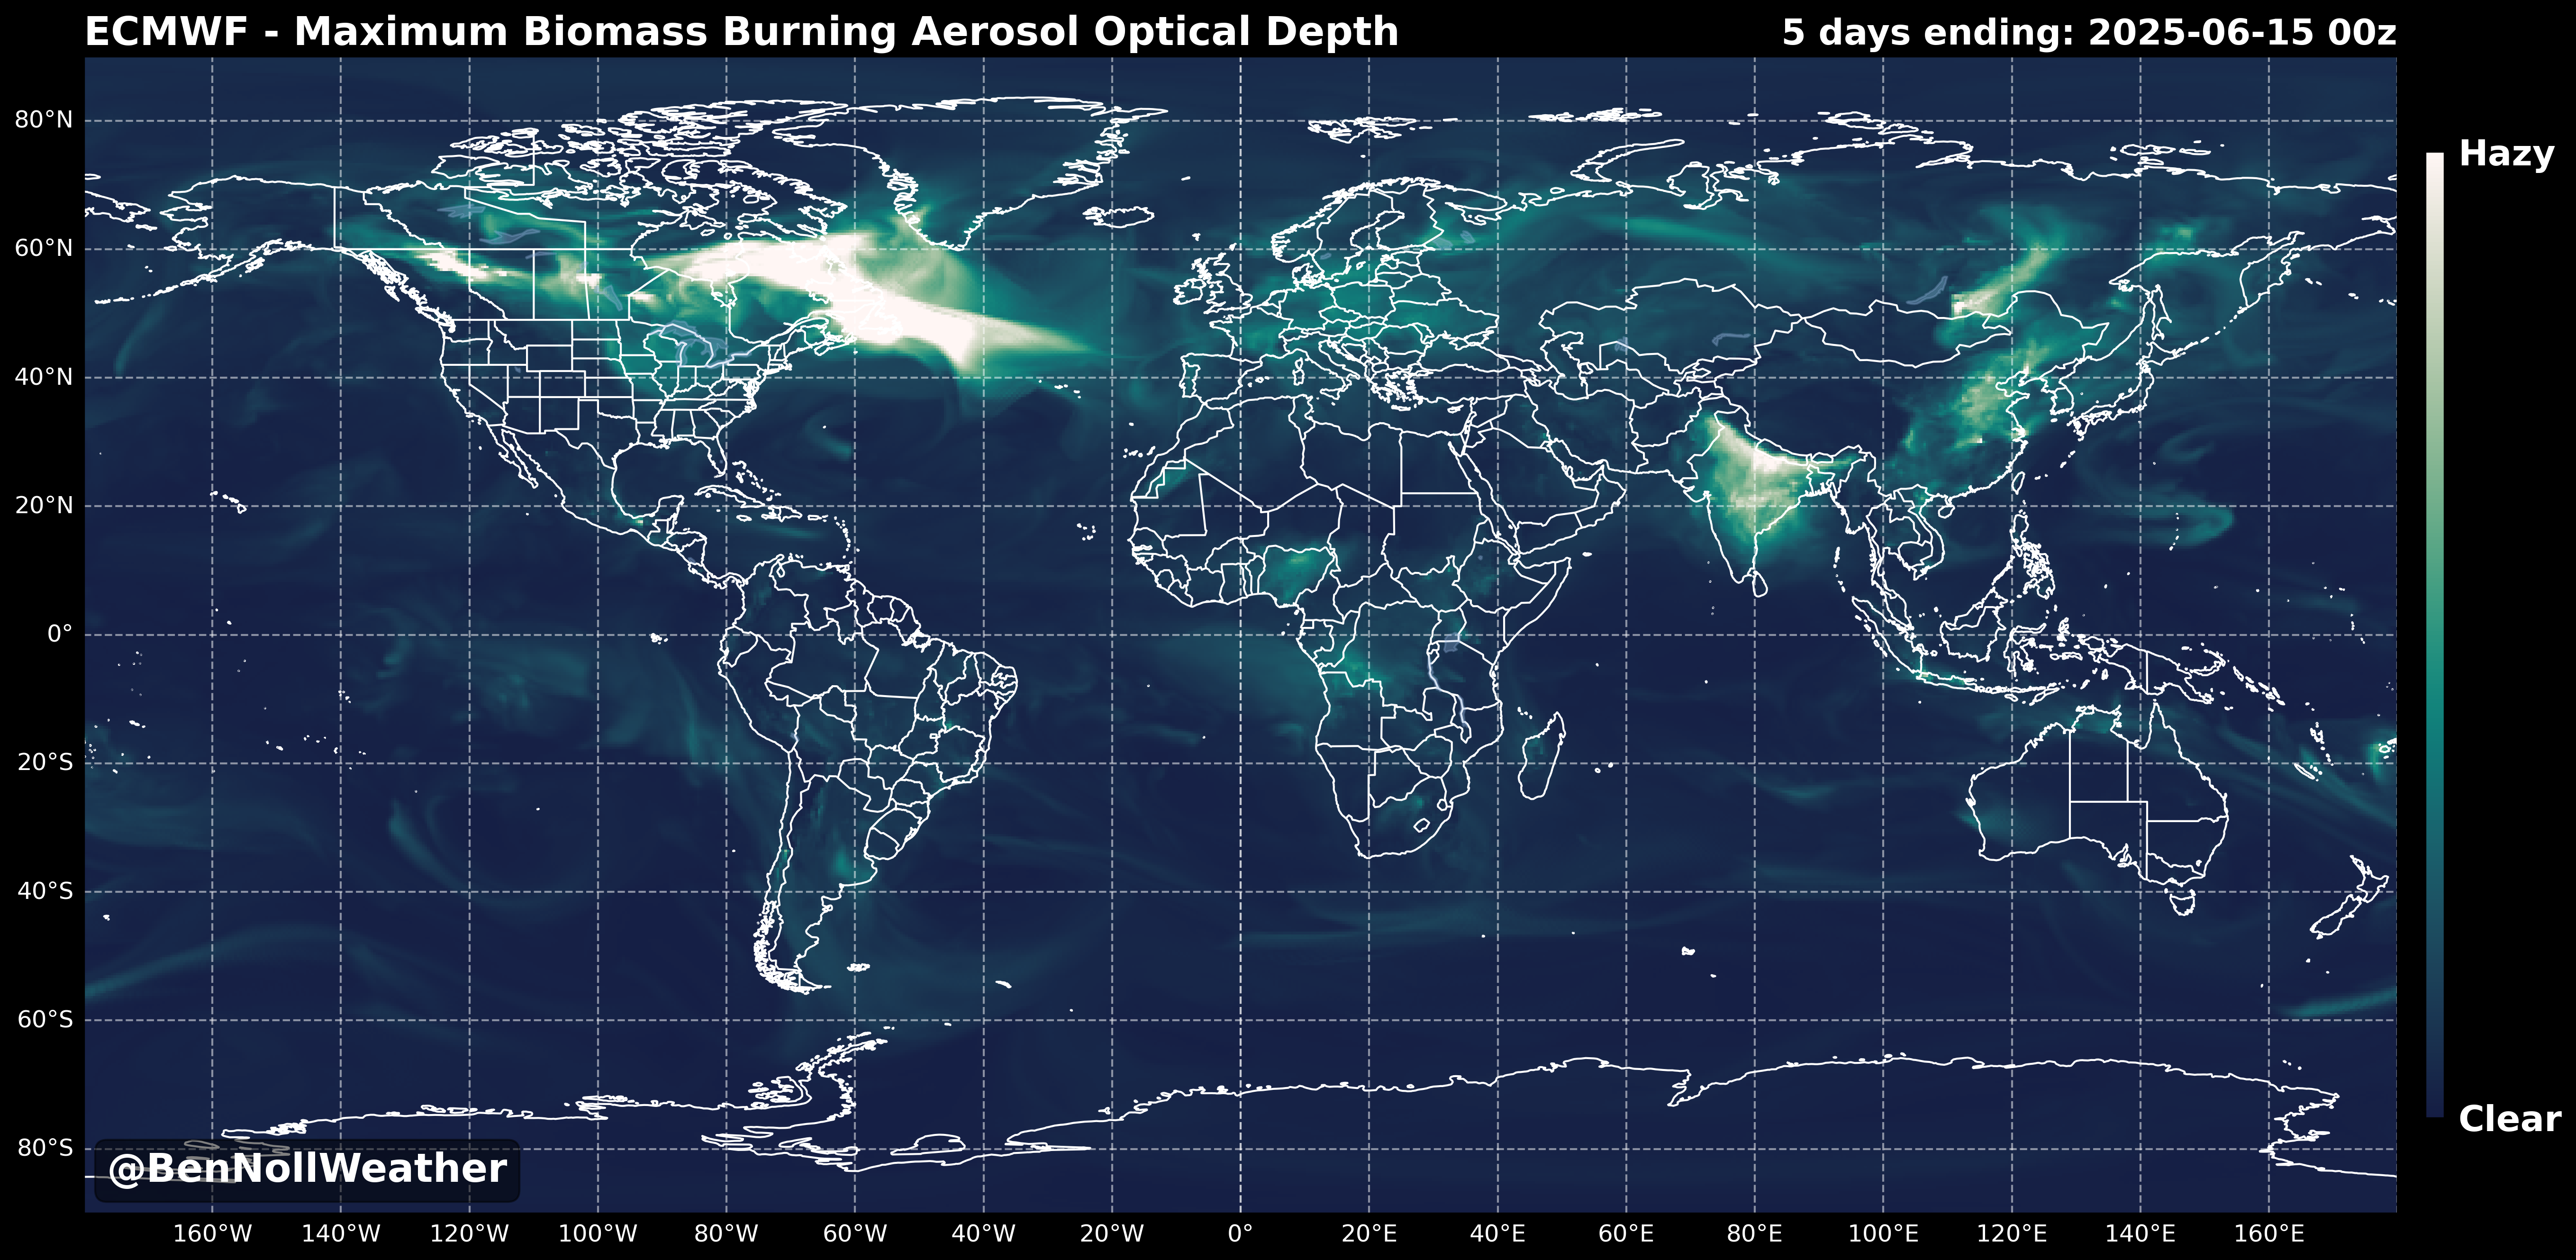 ECMWF - Maximum Biomass Burning Aerosol Optical Depth
5 days ending: 2025-06-15 00z
80°N
60°N
40°N
20°N
0°
20°S
40°S
60°S
80°S
Hazy
Clear
@BenNollWeather
160°W 140°W 120°W 100°W 80°W 60°W 40°W 20°W 0° 20°E 40°E 60°E 80°E 100°E 120°E 140°E 160°E